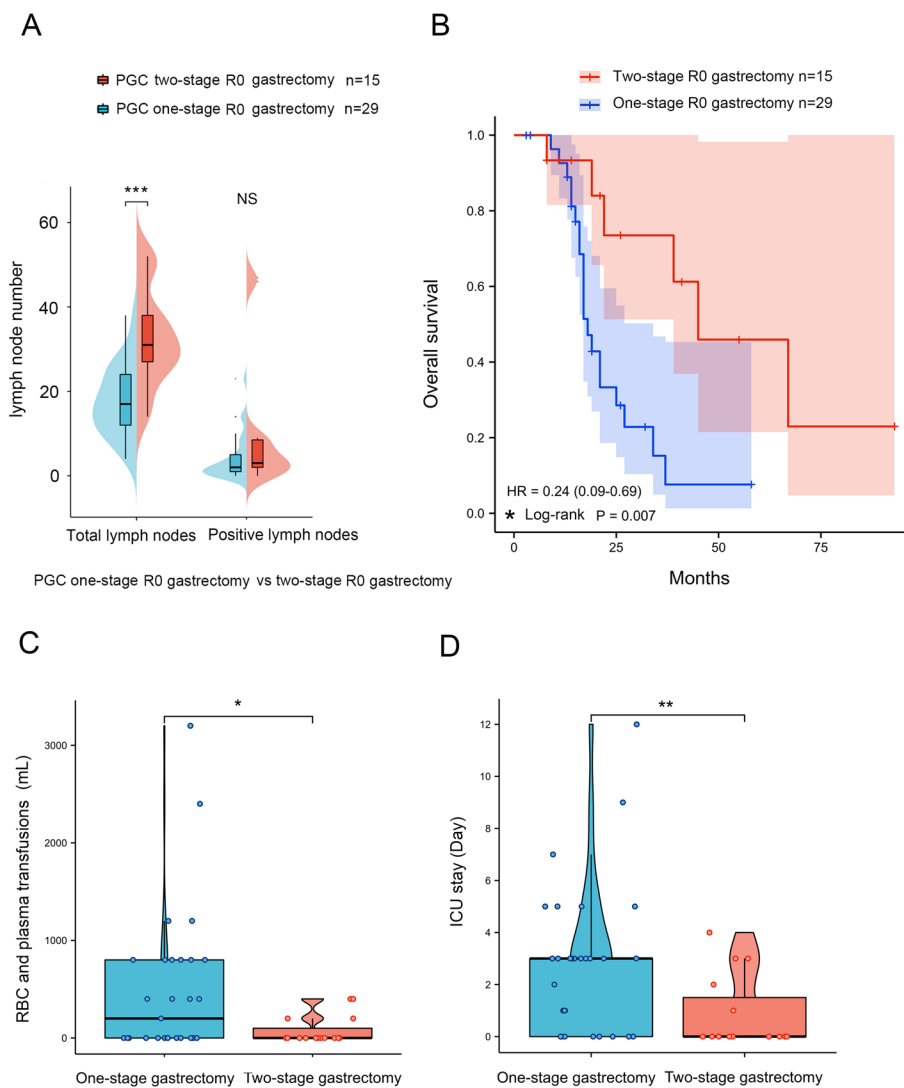 A
PGC two-stage R0 gastrectomy n=15
PGC one-stage R0 gastrectomy n=29
***
NS
60
40
20
0
lymph node number
Total lymph nodes
Positive lymph nodes
PGC one-stage R0 gastrectomy vs two-stage R0 gastrectomy
B
Two-stage R0 gastrectomy n=15
One-stage R0 gastrectomy n=29
1.0
0.8
0.6
0.4
0.2
0.0
Overall survival
HR = 0.24 (0.09-0.69)
* Log-rank P = 0.007
0
25
50
75
Months
C
*
3000
2000
1000
0
RBC and plasma transfusions (mL)
One-stage gastrectomy
Two-stage gastrectomy
D
**
12
10
8
6
4
2
0
ICU stay (Day)
One-stage gastrectomy
Two-stage gastrectomy